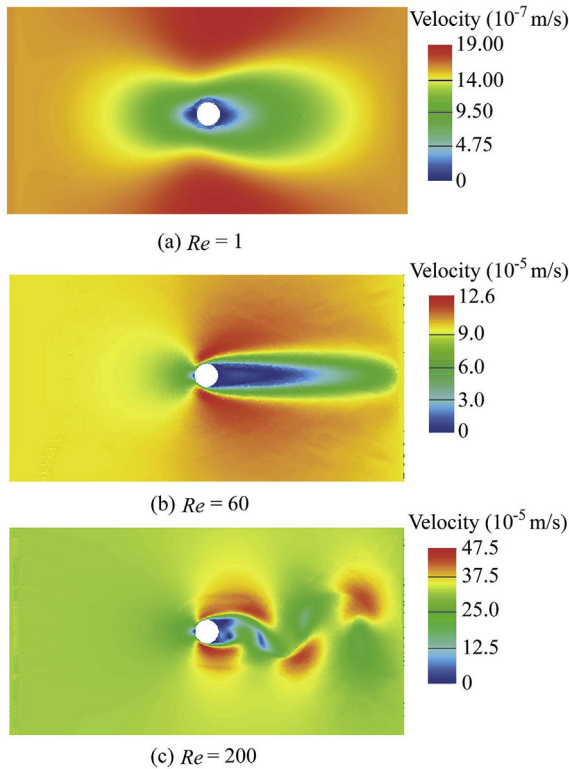 Velocity (10⁻⁷ m/s)
19.00
14.00
9.50
4.75
0
(a) Re = 1
Velocity (10⁻⁵ m/s)
12.6
9.0
6.0
3.0
0
(b) Re = 60
Velocity (10⁻⁵ m/s)
47.5
37.5
25.0
12.5
0
(c) Re = 200